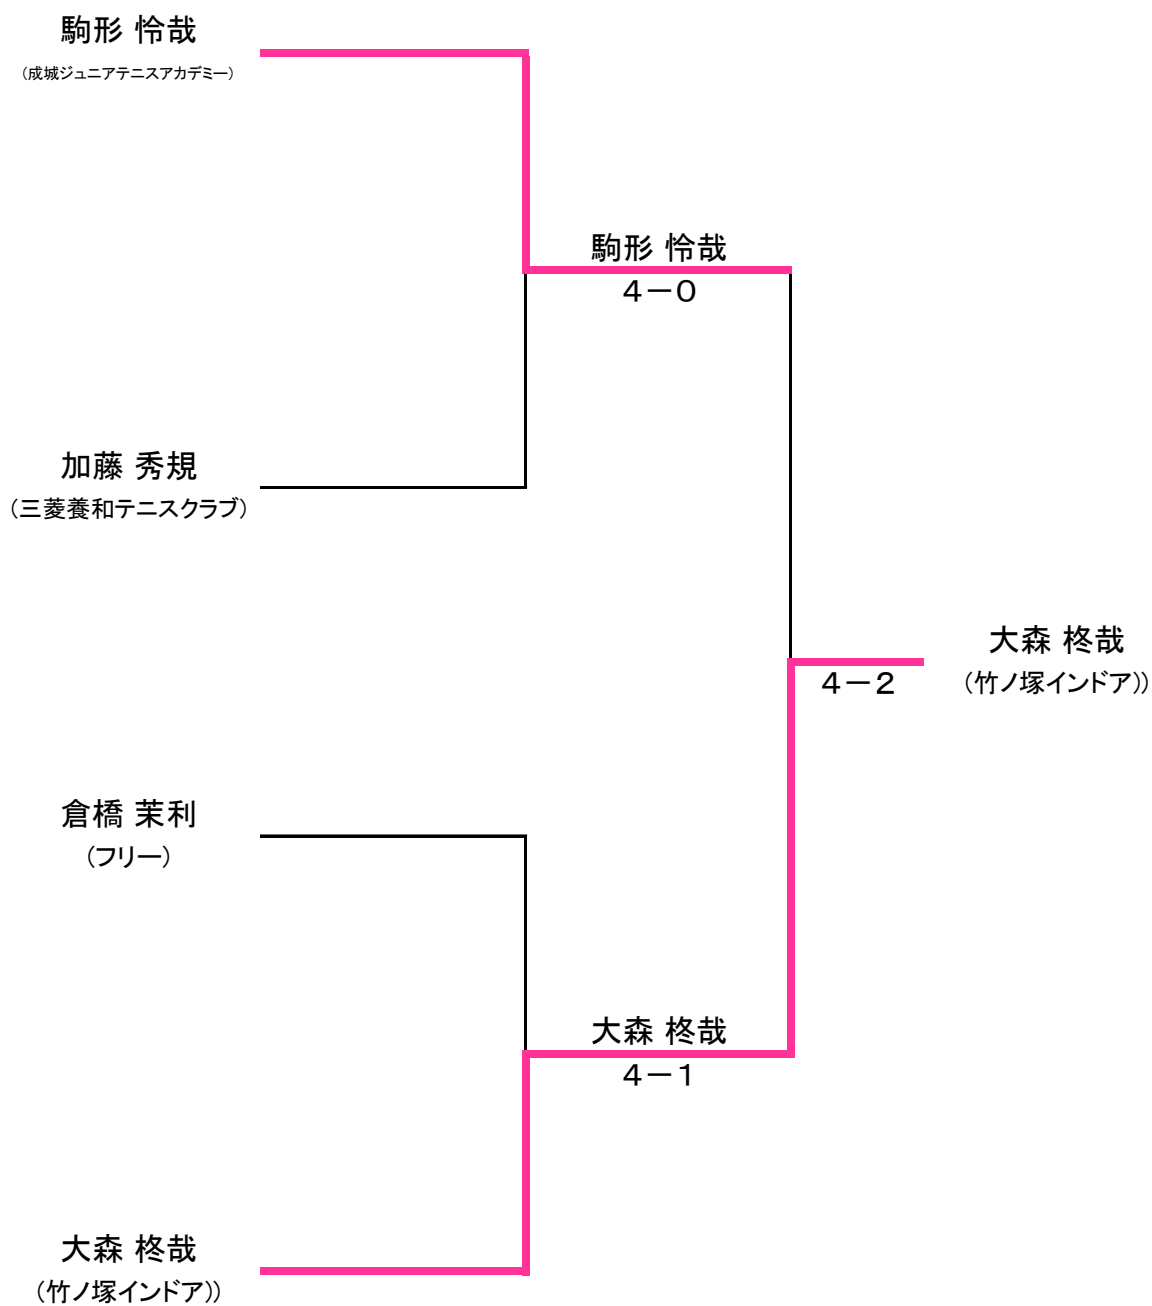 駒形 怜哉
(成城ジュニアテニスアカデミー)
駒形 怜哉
4－0
加藤 秀規
(三菱養和テニスクラブ)
大森 柊哉
4－2
(竹ノ塚インドア))
倉橋 茉利
(フリー)
大森 柊哉
4－1
大森 柊哉
(竹ノ塚インドア))